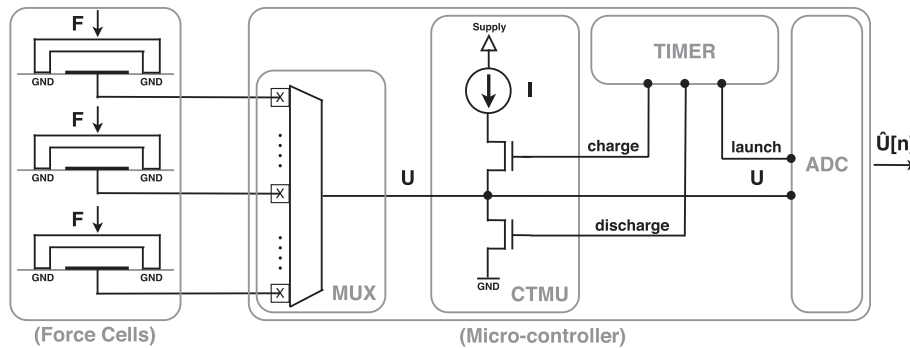 F
GND GND
F
GND GND
F
GND GND
(Force Cells)
X
X
X
MUX
U
Supply
I
GND
CTMU
TIMER
charge
launch
discharge
U
ADC
Û[n]
(Micro-controller)